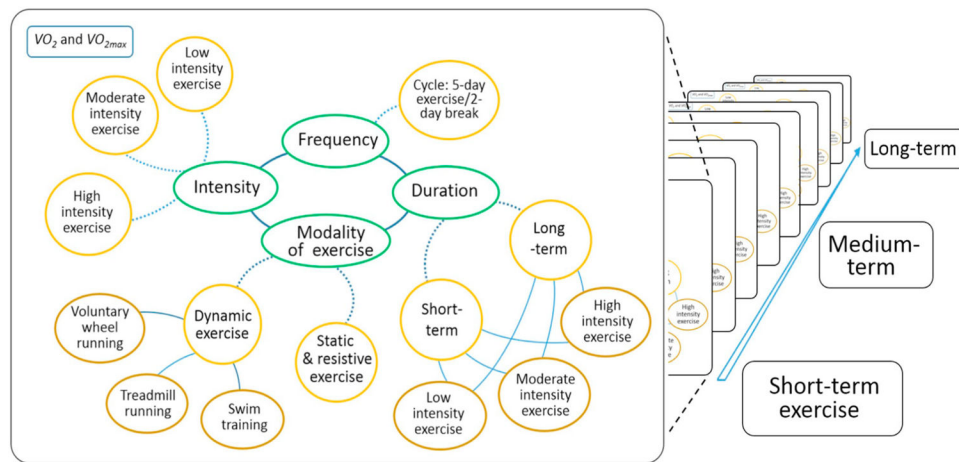 VO2 and VO2max
Low
intensity
exercise
Moderate
intensity
exercise
High
intensity
exercise
Cycle: 5-day
exercise/2-
day break
Frequency
Intensity
Duration
Modality
of exercise
Long
-term
Short-
term
High
intensity
exercise
Moderate
intensity
exercise
Low
intensity
exercise
Dynamic
exercise
Static
& resistive
exercise
Voluntary
wheel
running
Treadmill
running
Swim
training
High
intensity
exercise
Long-term
Medium-
term
Short-term
exercise